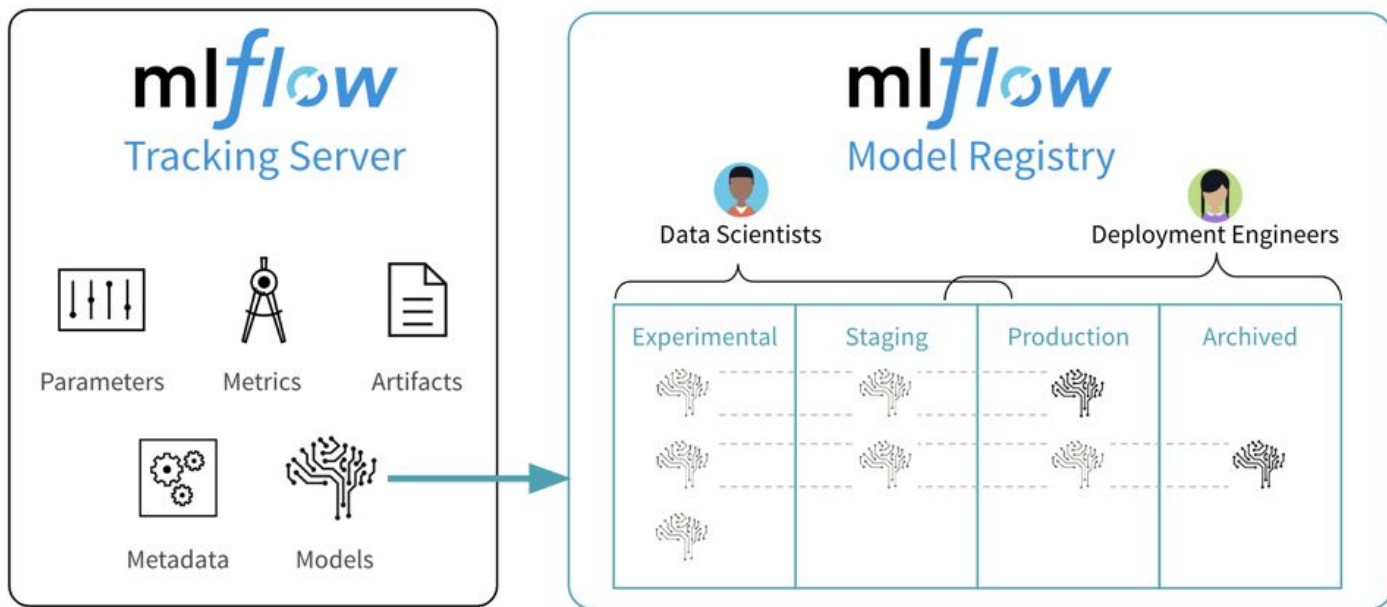 mlflow
Tracking Server
Parameters
Metrics
Artifacts
Metadata
Models
mlflow
Model Registry
Data Scientists
Deployment Engineers
Experimental
Staging
Production
Archived